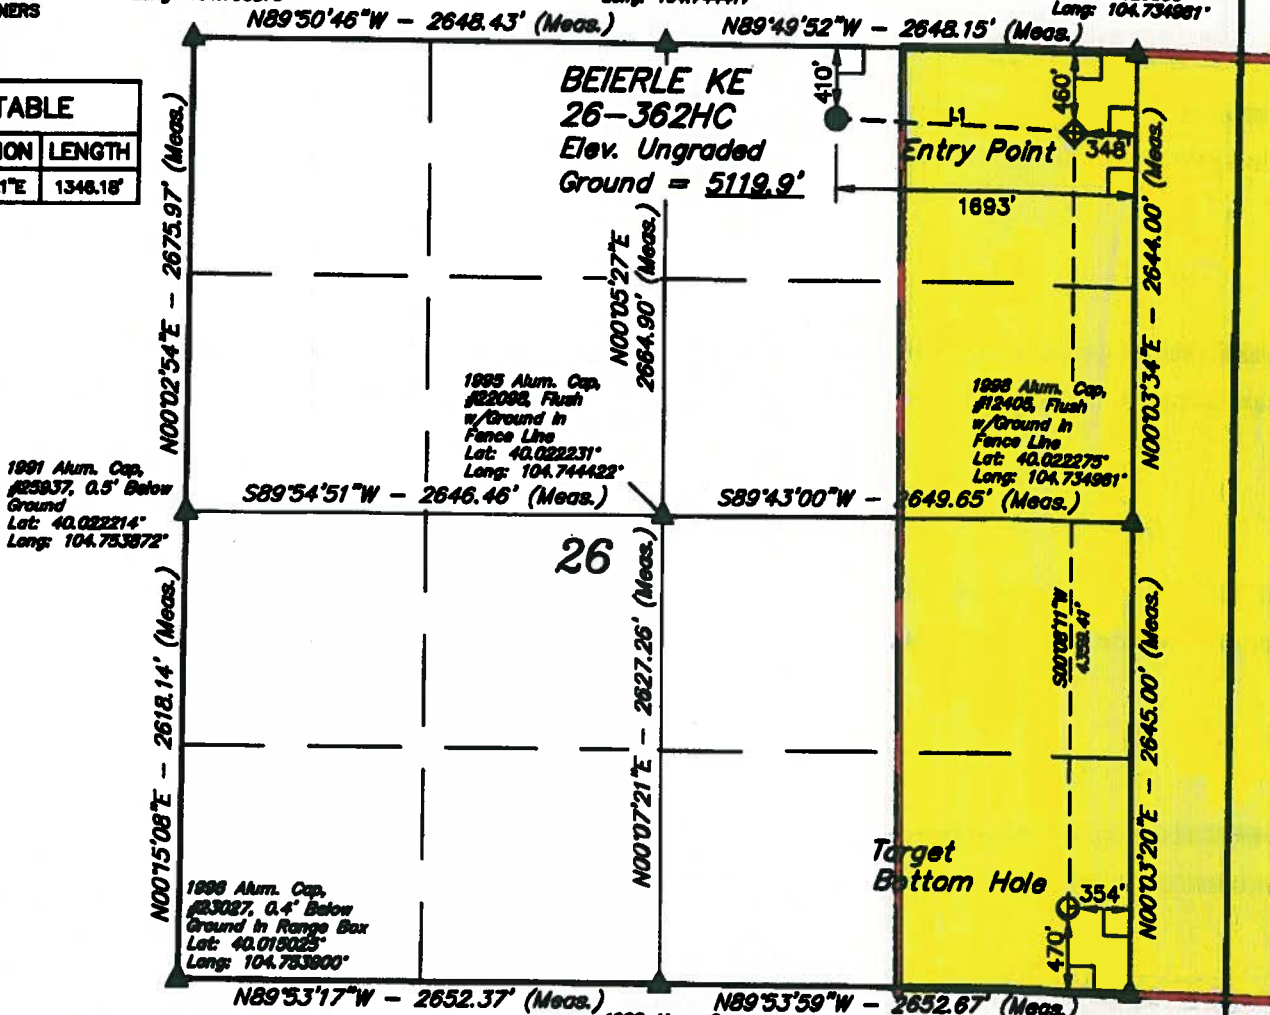 NERS
N89°50'46"W - 2648.43' (Meas.)
N89°49'52"W - 2648.15' (Meas.)
Long: 104.734981°
TABLE
ION LENGTH
1"E 1346.18'
BEIERLE KE
26-362HC
Elev. Ungraded
Ground = 5119.9'
410'
460'
L1
Entry Point
348'
1693'
N00°02'54"E - 2675.97' (Meas.)
N00°05'27"E
2664.90' (Meas.)
N00°03'34"E - 2644.00' (Meas.)
1995 Alum. Cap,
#22098, Flush
w/Ground in
Fence Line
Lat: 40.022231°
Long: 104.744422°
1998 Alum. Cap,
#12405, Flush
w/Ground in
Fence Line
Lat: 40.022275°
Long: 104.734981°
1991 Alum. Cap,
#25937, 0.5' Below
Ground
Lat: 40.022214°
Long: 104.753872°
S89°54'51"W - 2646.46' (Meas.)
S89°43'00"W - 2649.65' (Meas.)
26
N00°15'08"E - 2618.14' (Meas.)
N00°07'21"E - 2627.26' (Meas.)
S00°08'11"W
4359.41'
N00°03'20"E - 2645.00' (Meas.)
Target
Bottom Hole
354'
470'
1996 Alum. Cap,
#23027, 0.4' Below
Ground in Range Box
Lat: 40.015025°
Long: 104.753900°
N89°53'17"W - 2652.37' (Meas.)
N89°53'59"W - 2652.67' (Meas.)